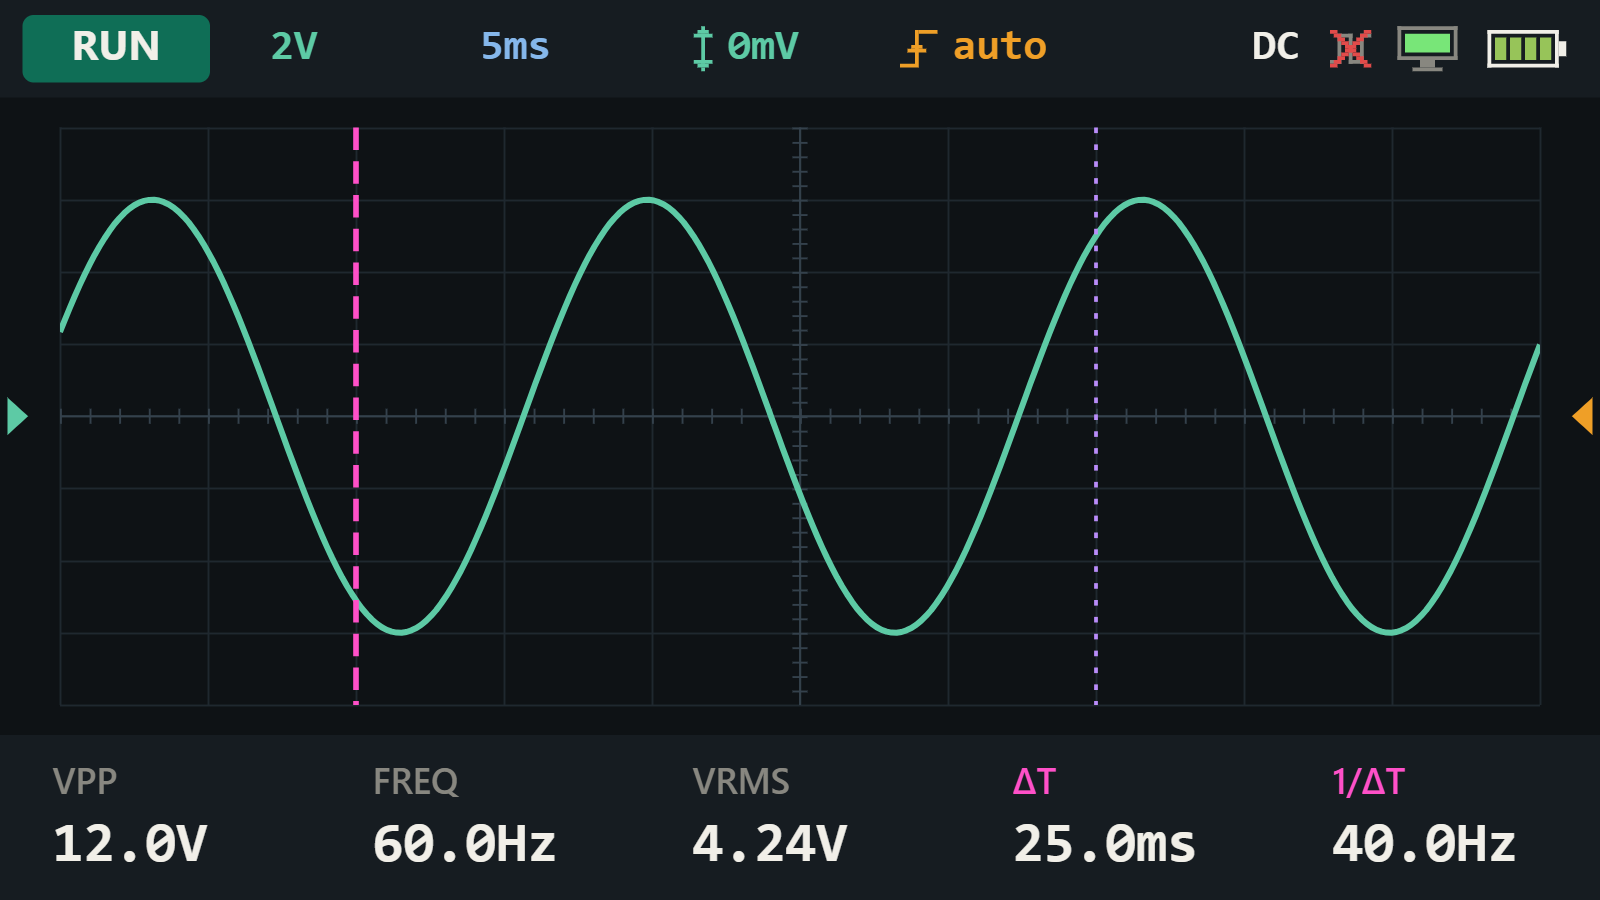 RUN 2V 5ms 0mV auto DC
VPP FREQ VRMS ΔT 1/ΔT
12.0V 60.0Hz 4.24V 25.0ms 40.0Hz